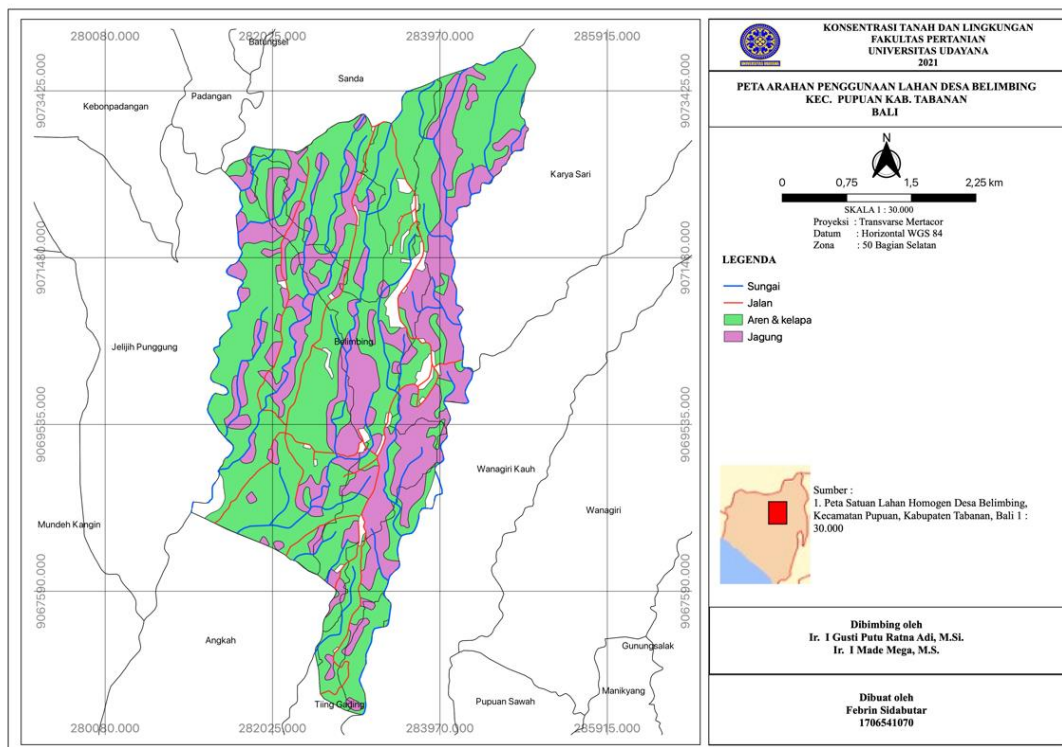 280080.000
282025.000
283970.000
285915.000
Batungsel
Sanda
Padangan
Kebonpadangan
Karya Sari
Jelijih Punggung
Belimbing
Wanagiri Kauh
Wanagiri
Mundeh Kangin
Angkah
Gunungsalak
Manikyang
Pupuan Sawah
Tiing Gading
9073425.000
9071480.000
9069535.000
9067590.000
9073425.000
9071480.000
9069535.000
9067590.000
280080.000
282025.000
283970.000
285915.000
UNIVERSITAS UDAYANA
KONSENTRASI TANAH DAN LINGKUNGAN
FAKULTAS PERTANIAN
UNIVERSITAS UDAYANA
2021
PETA ARAHAN PENGGUNAAN LAHAN DESA BELIMBING
KEC. PUPUAN KAB. TABANAN
BALI
N
0 0,75 1,5 2,25 km
SKALA 1 : 30.000
Proyeksi : Transvarse Mertacor
Datum : Horizontal WGS 84
Zona : 50 Bagian Selatan
LEGENDA
Sungai
Jalan
Aren & kelapa
Jagung
Sumber :
1. Peta Satuan Lahan Homogen Desa Belimbing,
Kecamatan Pupuan, Kabupaten Tabanan, Bali 1 :
30.000
Dibimbing oleh
Ir. I Gusti Putu Ratna Adi, M.Si.
Ir. I Made Mega, M.S.
Dibuat oleh
Febrin Sidabutar
1706541070